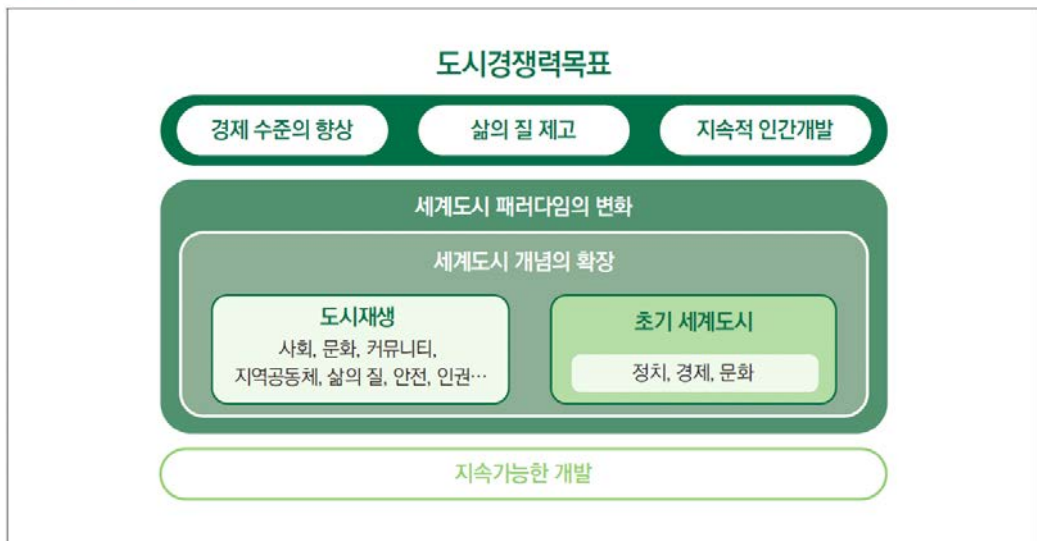 도시경쟁력목표
경제 수준의 향상
삶의 질 제고
지속적 인간개발
세계도시 패러다임의 변화
세계도시 개념의 확장
도시재생
사회, 문화, 커뮤니티,
지역공동체, 삶의 질, 안전, 인권…
초기 세계도시
정치, 경제, 문화
지속가능한 개발